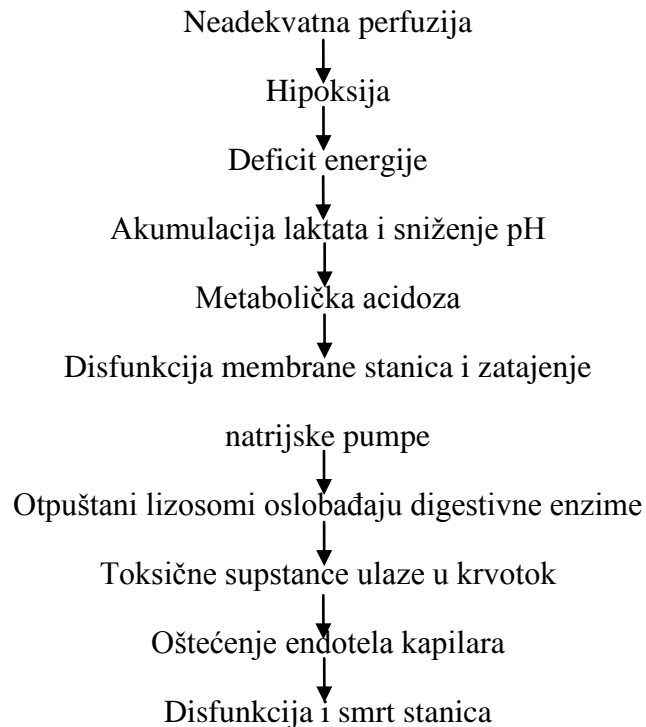 Neadekvatna perfuzija
Hipoksija
Deficit energije
Akumulacija laktata i sniženje pH
Metabolička acidoza
Disfunkcija membrane stanica i zatajenje
natrijske pumpe
Otpuštani lizosomi oslobađaju digestivne enzime
Toksične supstance ulaze u krvotok
Oštećenje endotela kapilara
Disfunkcija i smrt stanica